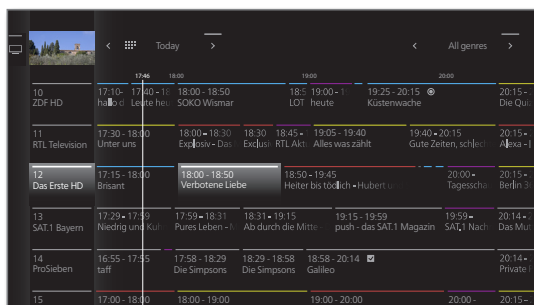 Today
All genres
17:46 18:00 19:00 20:00
10 17:10- 17:40 - 18 18:00 - 18:50 18:5 19:00 - 1 19:25 - 20:15 20:15 -
ZDF HD hallo d Leute heu SOKO Wismar LOT heute Küstenwache Die Qui
11 17:30 - 18:00 18:00 - 18:30 18:30 18:45 - 19:05 - 19:40 19:40 - 20:15 20:15 -
RTL Television Unter uns Explosiv - Das Exclusi RTL Akt Alles was zählt Gute Zeiten, schlech Alexa - 
12 17:15 - 18:00 18:00 - 18:50 18:50 - 19:45 20:00 - 20:15 -
Das Erste HD Brisant Verbotene Liebe Heiter bis tödlich - Hubert u Tagesscha Berlin
13 17:29 - 17:59 17:59 - 18:31 18:31 - 19:15 19:15 - 19:59 19:59 - 20:14 -
SAT.1 Bayern Niedrig und Pures Leben - Ab durch die Mitte push - das SAT.1 Magazin SAT.1 Nach Das Mut
14 16:55 - 17:55 17:58 - 18:29 18:29 - 18:58 18:58 - 20:14 20:14 -
ProSieben taff Die Simpsons Die Simpsons Galileo Private
15 17:00 - 18:00 18:00 - 19:00 19:00 - 20:00 20:00 - 20:15 -